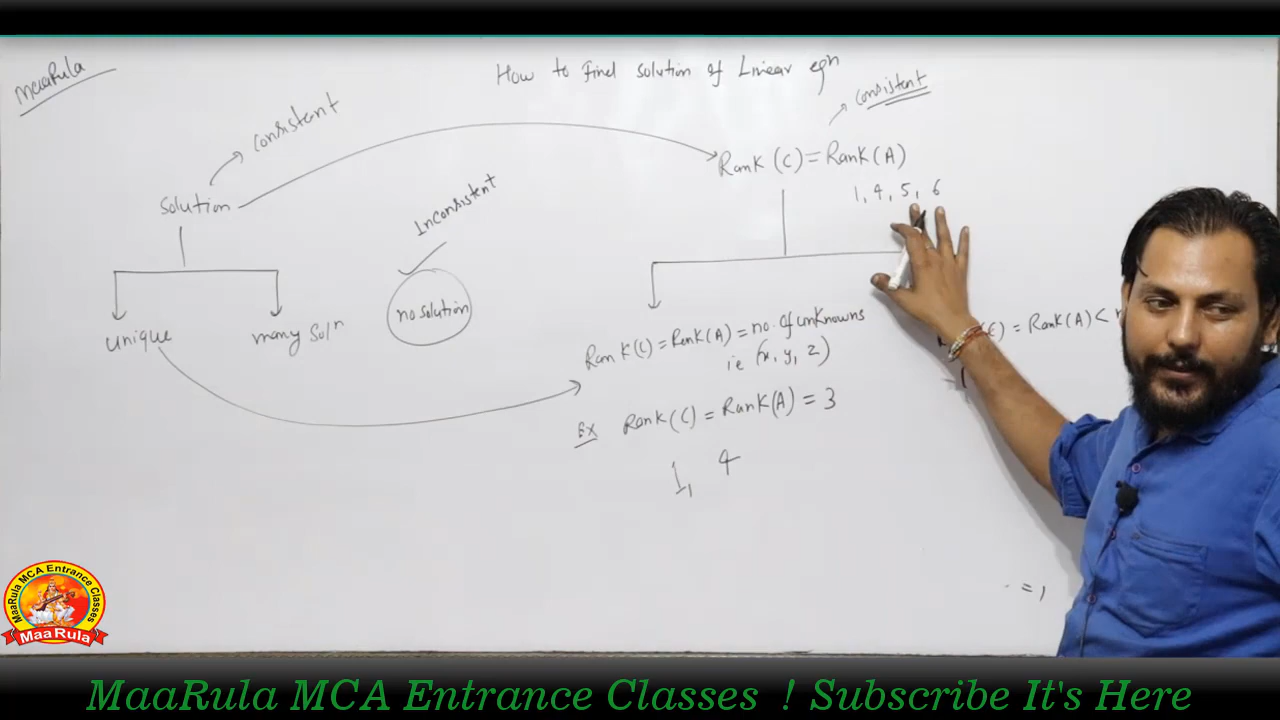 MaaRula
How to Find solution of Linear eqn
consistent
consistent
Rank (C) = Rank (A)
1, 4, 5, 6
solution
Inconsistent
no solution
unique
many soln
Rank(C) = Rank(A) = no. of unknowns
ie (x, y, z)
(C) = Rank(A) < n
Ex Rank(C) = Rank(A) = 3
1, 4
= 1
MaaRula MCA Entrance Classes
MaaRula
MaaRula MCA Entrance Classes ! Subscribe It's Here